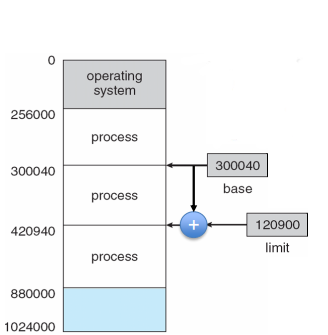 0
operating
system
256000
process
300040
300040
base
process
420940
+
120900
limit
process
880000
1024000